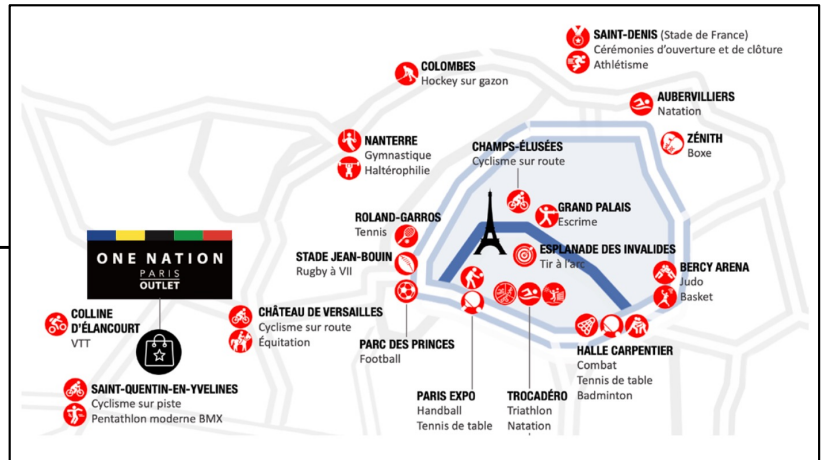 SAINT-DENIS (Stade de France)
Cérémonies d'ouverture et de clôture
Athlétisme
COLOMBES
Hockey sur gazon
AUBERVILLIERS
Natation
NANTERRE
Gymnastique
Haltérophilie
CHAMPS-ÉLUSÉES
Cyclisme sur route
ZÉNITH
Boxe
ROLAND-GARROS
Tennis
GRAND PALAIS
Escrime
STADE JEAN-BOUIN
Rugby à VII
ESPLANADE DES INVALIDES
Tir à l'arc
BERCY ARENA
Judo
Basket
ONE NATION
PARIS
OUTLET
COLLINE
D'ÉLANCOURT
VTT
CHÂTEAU DE VERSAILLES
Cyclisme sur route
Équitation
PARC DES PRINCES
Football
HALLE CARPENTIER
Combat
Tennis de table
Badminton
SAINT-QUENTIN-EN-YVELINES
Cyclisme sur piste
Pentathlon moderne BMX
PARIS EXPO
Handball
Tennis de table
TROCADÉRO
Triathlon
Natation